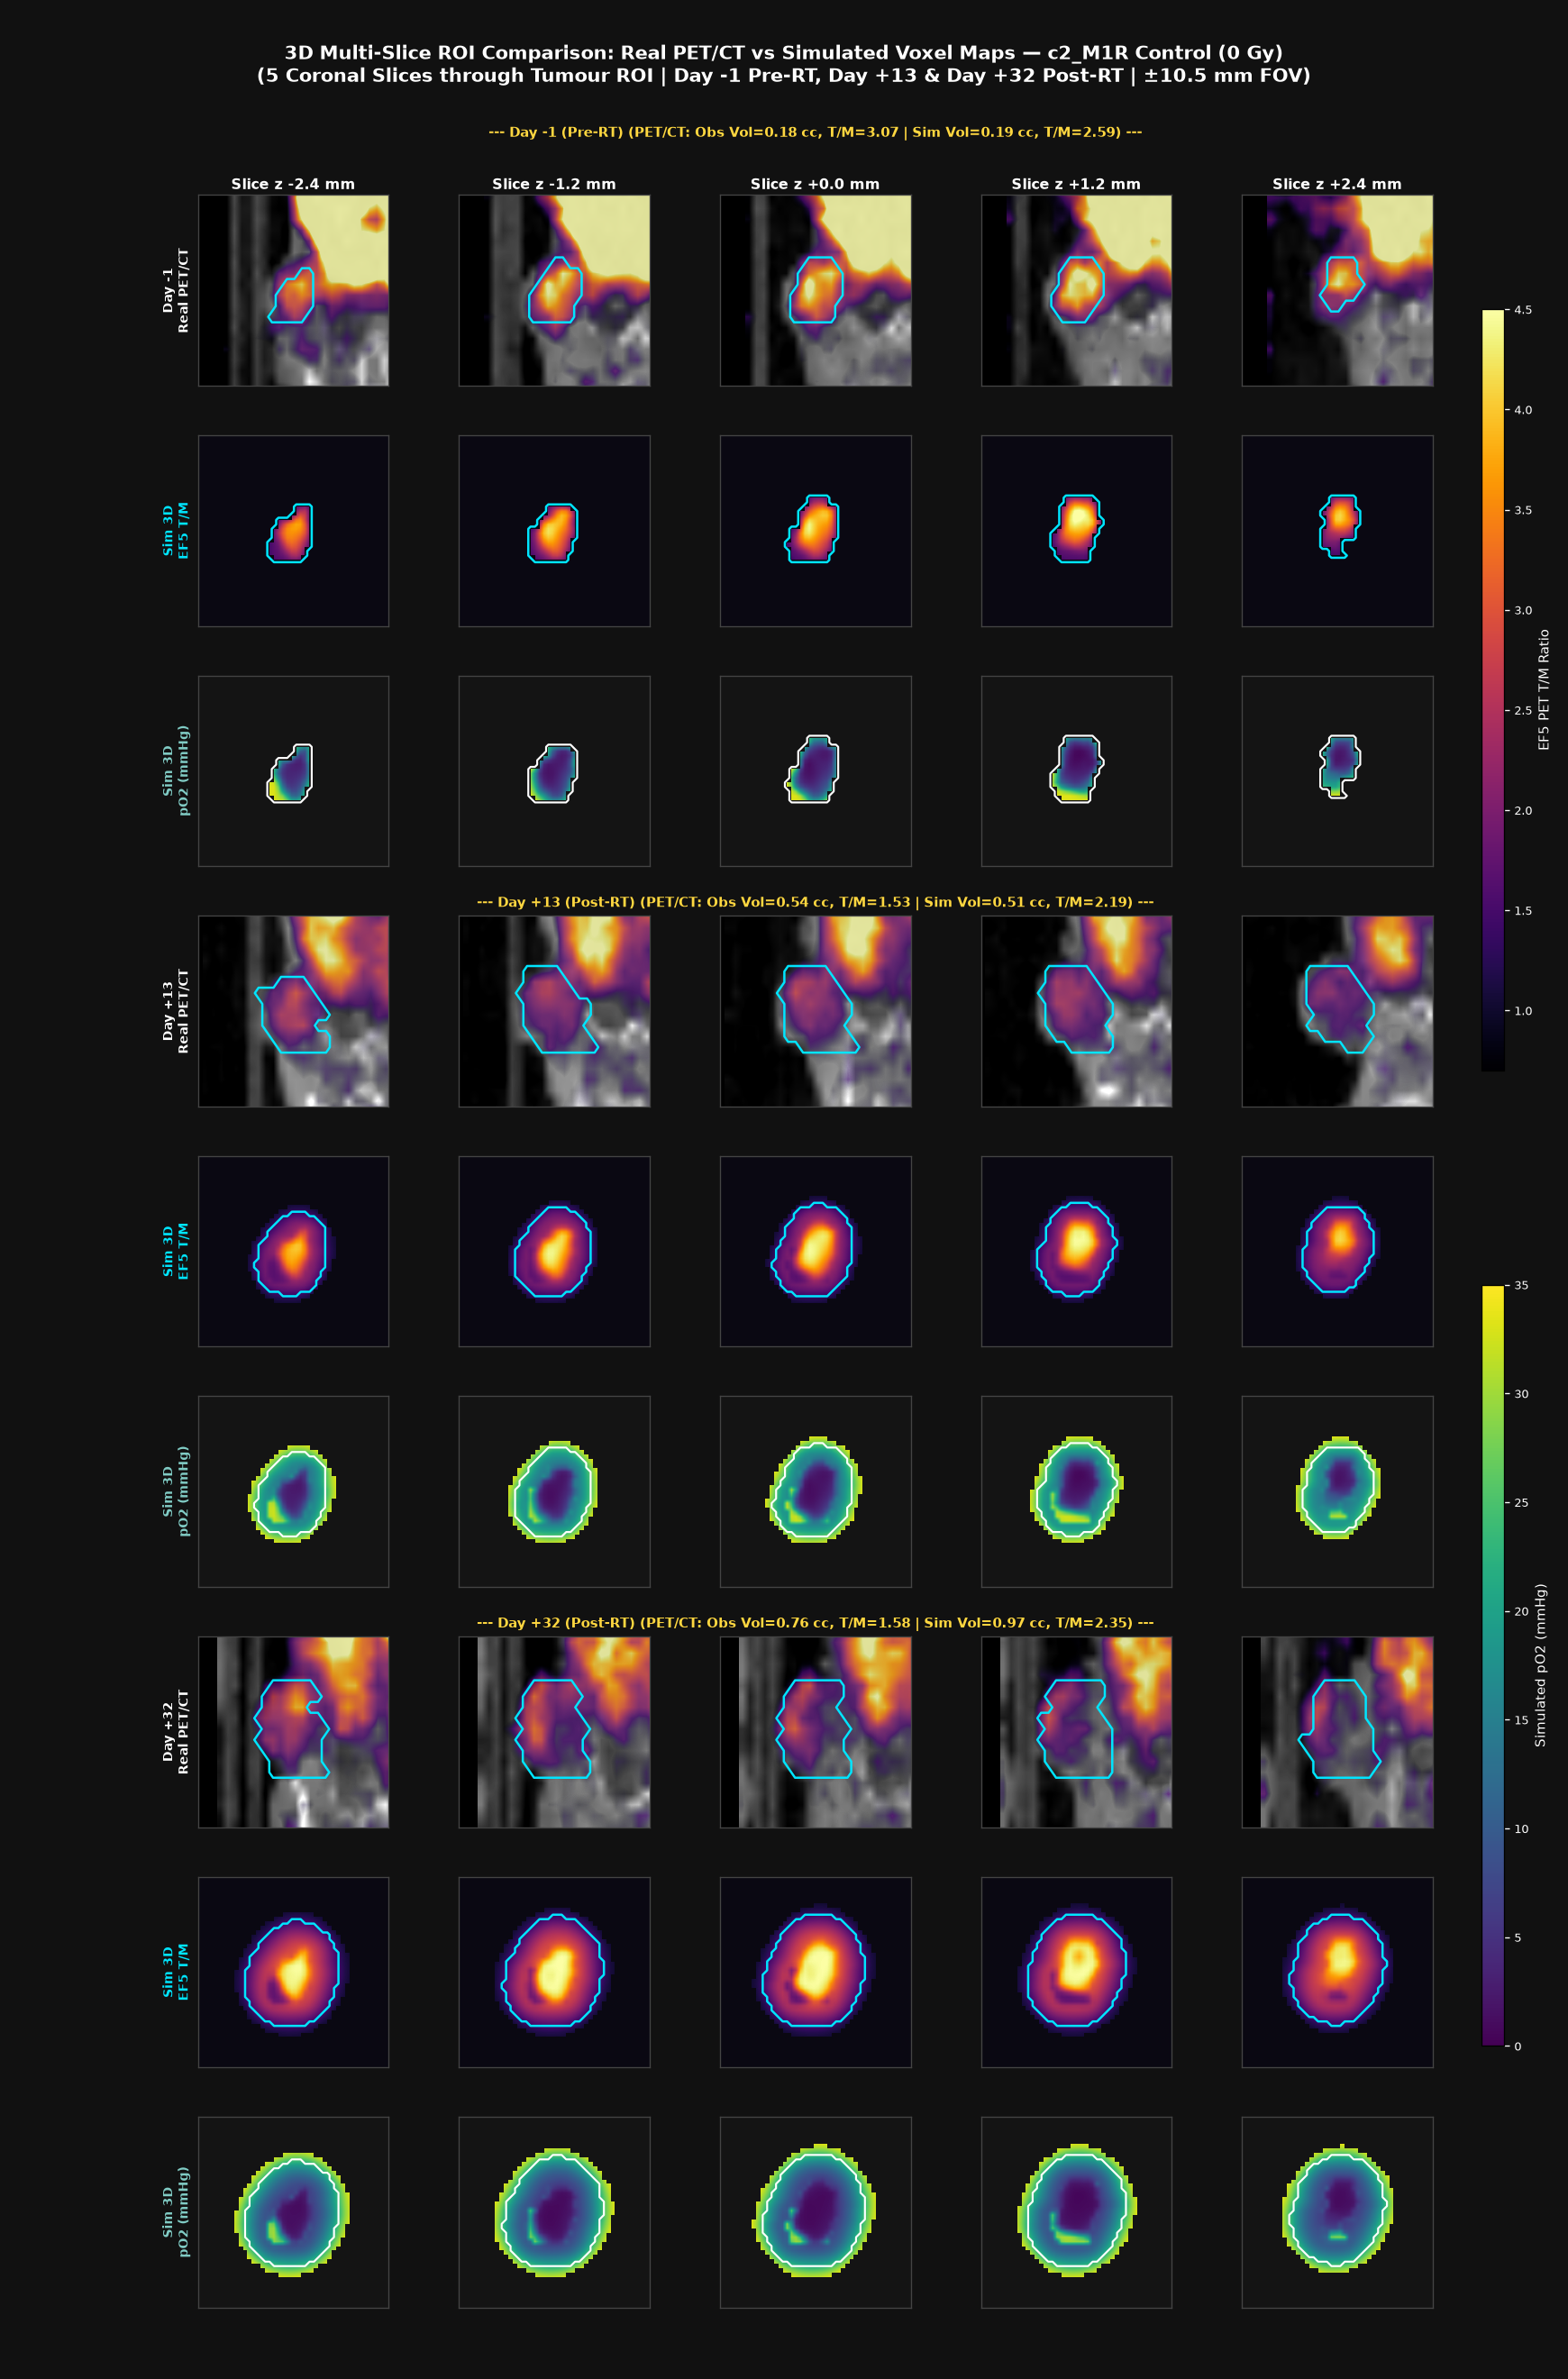 3D Multi-Slice ROI Comparison: Real PET/CT vs Simulated Voxel Maps — c2_M1R Control (0 Gy)
(5 Coronal Slices through Tumour ROI | Day -1 Pre-RT, Day +13 & Day +32 Post-RT | ±10.5 mm FOV)
--- Day -1 (Pre-RT) (PET/CT: Obs Vol=0.18 cc, T/M=3.07 | Sim Vol=0.19 cc, T/M=2.59) ---
Slice z -2.4 mm
Slice z -1.2 mm
Slice z +0.0 mm
Slice z +1.2 mm
Slice z +2.4 mm
Day -1
Real PET/CT
Sim 3D
EF5 T/M
Sim 3D
pO2 (mmHg)
--- Day +13 (Post-RT) (PET/CT: Obs Vol=0.54 cc, T/M=1.53 | Sim Vol=0.51 cc, T/M=2.19) ---
Day +13
Real PET/CT
Sim 3D
EF5 T/M
Sim 3D
pO2 (mmHg)
--- Day +32 (Post-RT) (PET/CT: Obs Vol=0.76 cc, T/M=1.58 | Sim Vol=0.97 cc, T/M=2.35) ---
Day +32
Real PET/CT
Sim 3D
EF5 T/M
Sim 3D
pO2 (mmHg)
4.5
4.0
3.5
3.0
2.5
2.0
1.5
1.0
EF5 PET T/M Ratio
35
30
25
20
15
10
5
0
Simulated pO2 (mmHg)